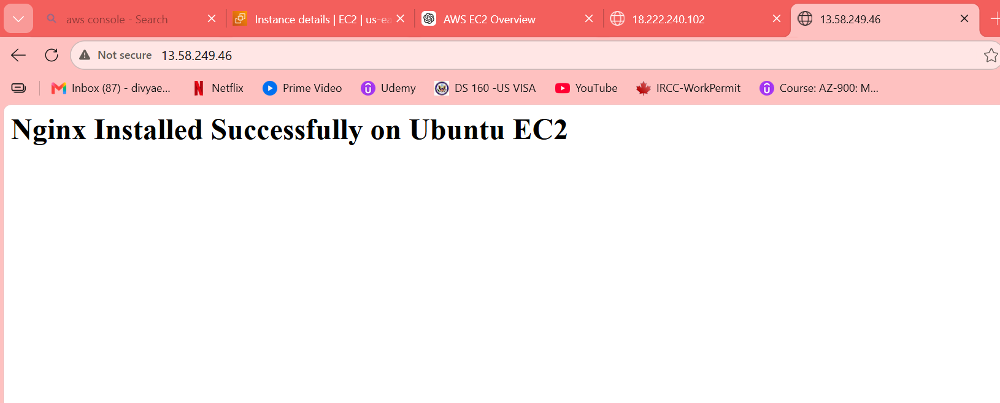 aws console - Search
Instance details | EC2 | us-ea
AWS EC2 Overview
18.222.240.102
13.58.249.46
Not secure 13.58.249.46
Inbox (87) - divyae...
Netflix
Prime Video
Udemy
DS 160 -US VISA
YouTube
IRCC-WorkPermit
Course: AZ-900: M...
Nginx Installed Successfully on Ubuntu EC2